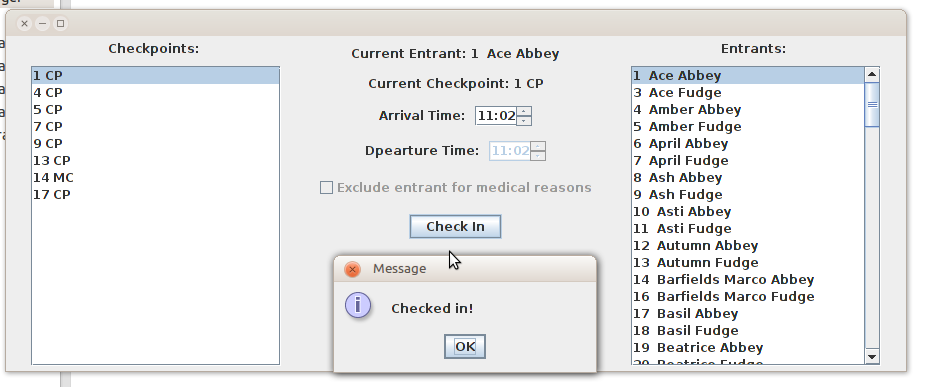 Checkpoints:
1 CP
4 CP
5 CP
7 CP
9 CP
13 CP
14 MC
17 CP
Current Entrant: 1 Ace Abbey
Current Checkpoint: 1 CP
Arrival Time: 11:02
Dpearture Time: 11:02
Exclude entrant for medical reasons
Check In
Message
Checked in!
OK
Entrants:
1 Ace Abbey
3 Ace Fudge
4 Amber Abbey
5 Amber Fudge
6 April Abbey
7 April Fudge
8 Ash Abbey
9 Ash Fudge
10 Asti Abbey
11 Asti Fudge
12 Autumn Abbey
13 Autumn Fudge
14 Barfields Marco Abbey
16 Barfields Marco Fudge
17 Basil Abbey
18 Basil Fudge
19 Beatrice Abbey
20 Beatrice Fudge